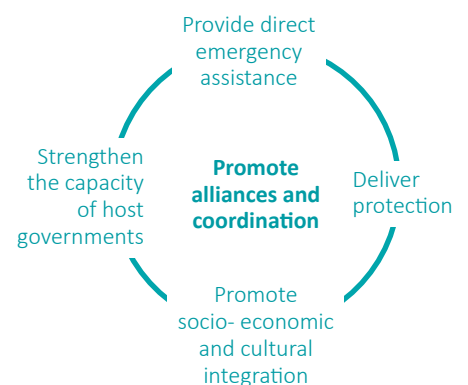 Provide direct
emergency
assistance
Strengthen
the capacity
of host
governments
Promote
alliances and
coordination
Deliver
protection
Promote
socio- economic
and cultural
integration